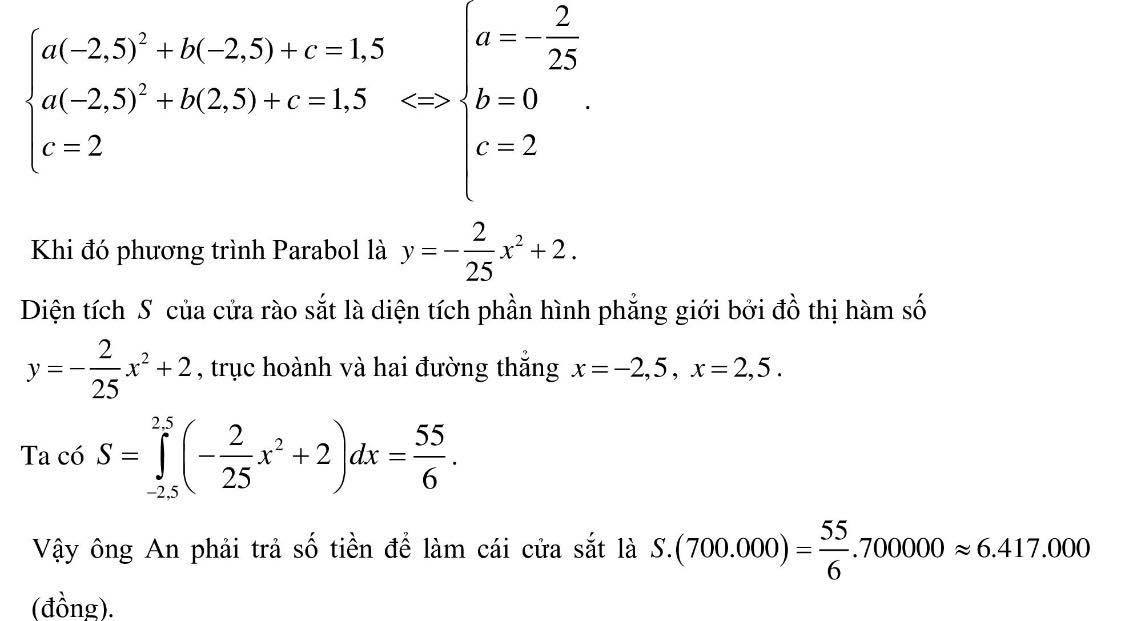 { a(−2,5)² + b(−2,5) + c = 1,5
a(−2,5)² + b(2,5) + c = 1,5
c = 2 <=> { a = −2/25
b = 0
c = 2 .
Khi đó phương trình Parabol là y = −2/25 x² + 2 .
Diện tích S của cửa rào sắt là diện tích phần hình phẳng giới bởi đồ thị hàm số
y = −2/25 x² + 2 , trục hoành và hai đường thẳng x = −2,5 , x = 2,5 .
Ta có S = ∫_{−2,5}^{2,5} (−2/25 x² + 2) dx = 55/6 .
Vậy ông An phải trả số tiền để làm cái cửa sắt là S.(700.000) = 55/6 .700000 ≈ 6.417.000
(đồng).